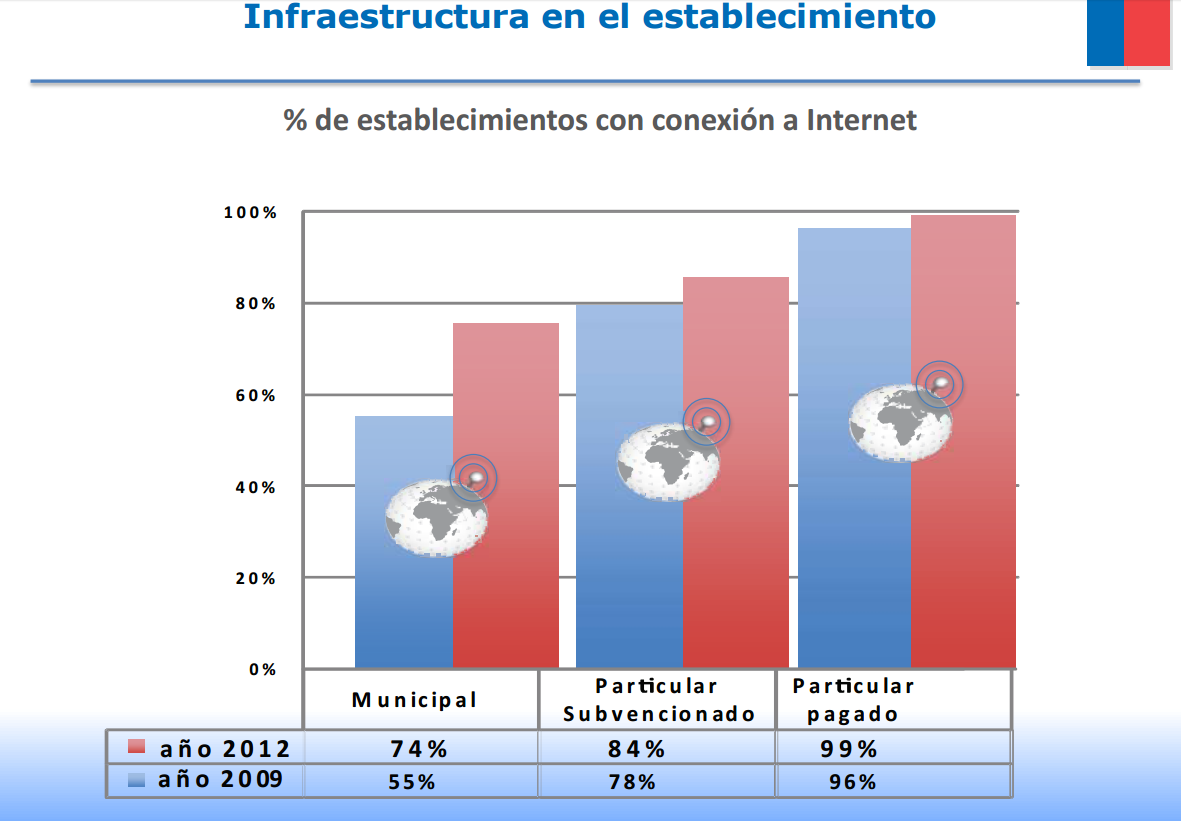 Infraestructura en el establecimiento
% de establecimientos con conexión a Internet
100%
80%
60%
40%
20%
0%
Municipal
Particular
Subvencionado
Particular
pagado
año 2012 74% 84% 99%
año 2009 55% 78% 96%